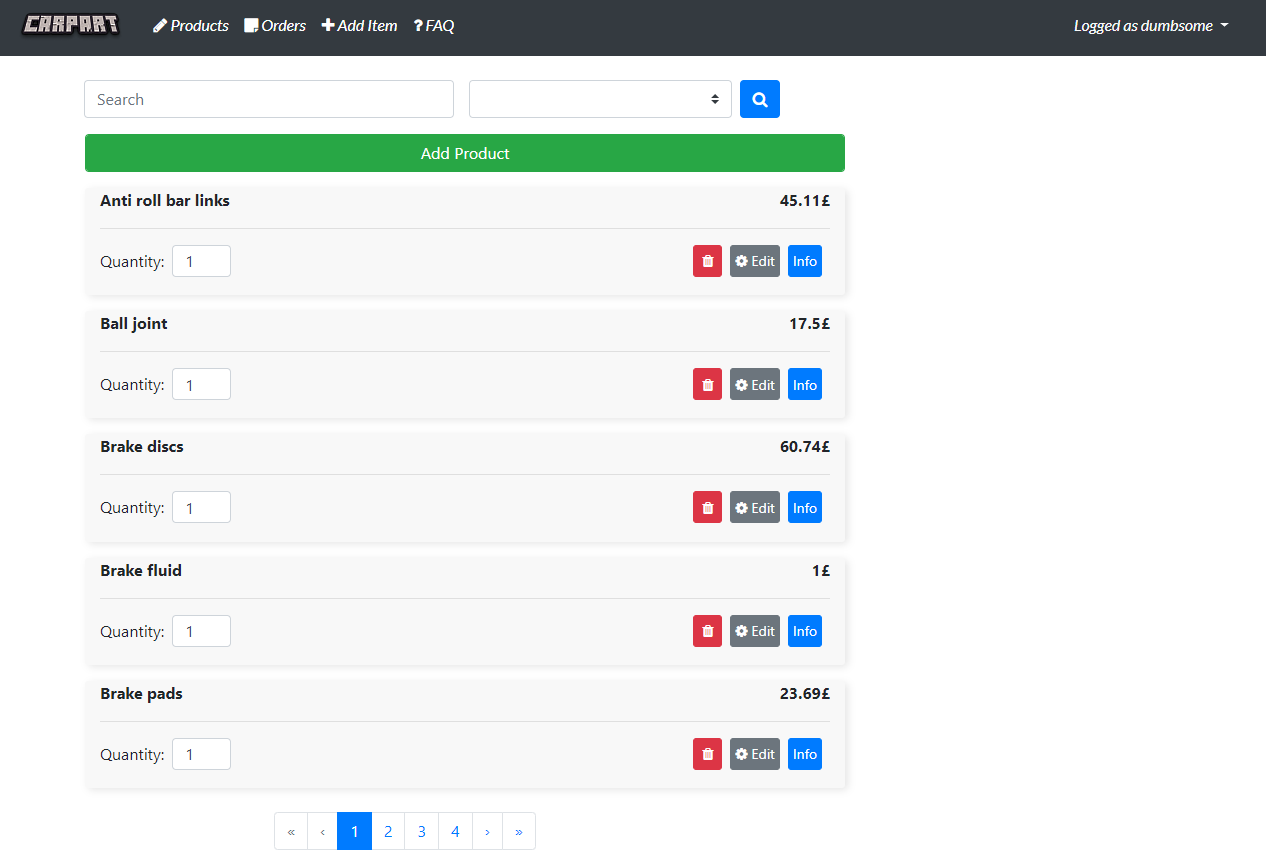 CARPART Products Orders Add Item ? FAQ Logged as dumbsome
Search
Add Product
Anti roll bar links 45.11£
Quantity: 1 Edit Info
Ball joint 17.5£
Quantity: 1 Edit Info
Brake discs 60.74£
Quantity: 1 Edit Info
Brake fluid 1£
Quantity: 1 Edit Info
Brake pads 23.69£
Quantity: 1 Edit Info
« ‹ 1 2 3 4 › »